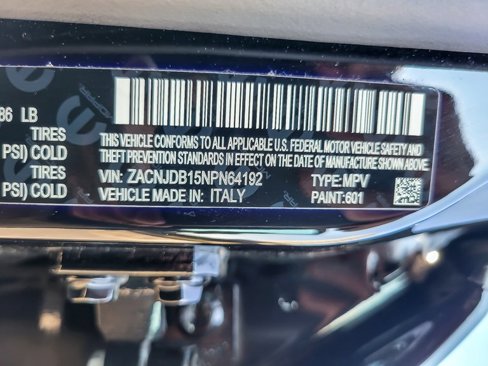 86 LB
TIRES
PSI) COLD
TIRES
PSI) COLD
THIS VEHICLE CONFORMS TO ALL APPLICABLE U.S. FEDERAL MOTOR VEHICLE SAFETY AND
THEFT PREVENTION STANDARDS IN EFFECT ON THE DATE OF MANUFACTURE SHOWN ABOVE.
VIN: ZACNJDB15NPN64192 TYPE: MPV
VEHICLE MADE IN: ITALY PAINT: 601